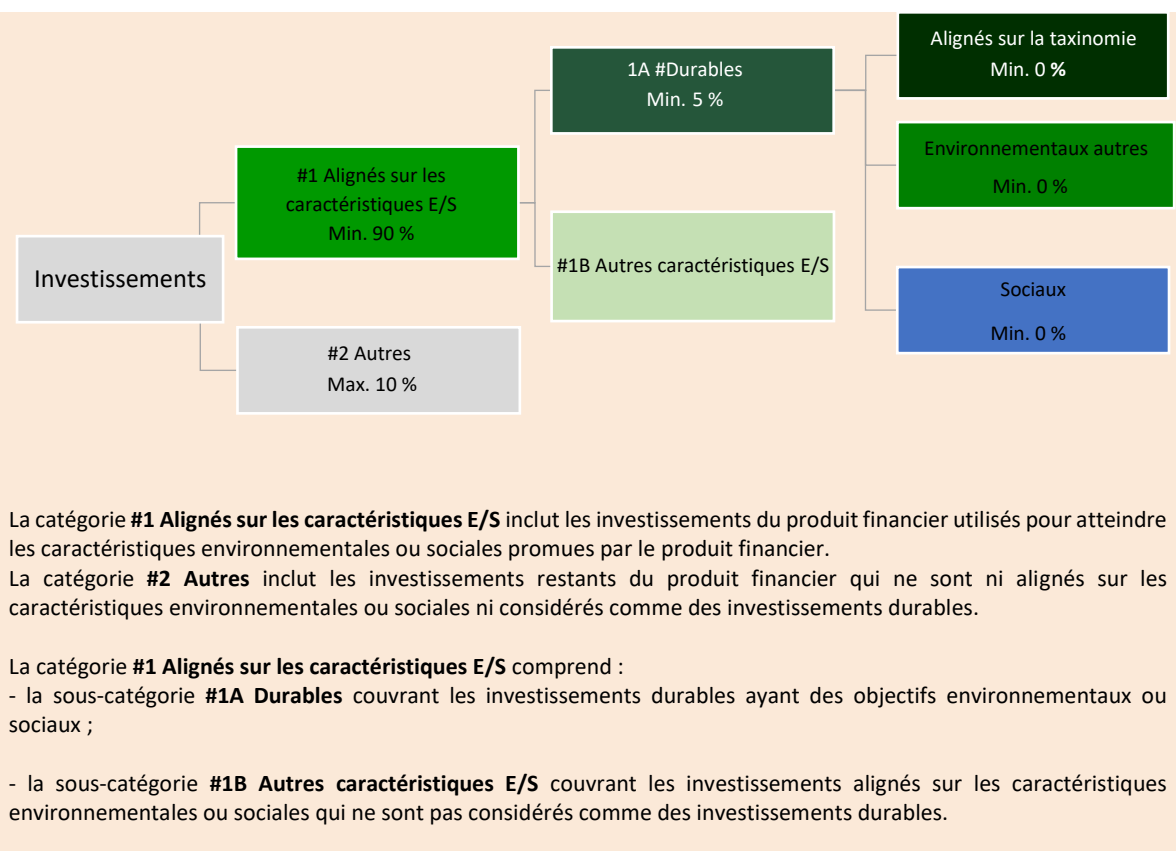 Investissements
#1 Alignés sur les
caractéristiques E/S
Min. 90 %
#2 Autres
Max. 10 %
1A #Durables
Min. 5 %
#1B Autres caractéristiques E/S
Alignés sur la taxinomie
Min. 0 %
Environnementaux autres
Min. 0 %
Sociaux
Min. 0 %
La catégorie #1 Alignés sur les caractéristiques E/S inclut les investissements du produit financier utilisés pour atteindre
les caractéristiques environnementales ou sociales promues par le produit financier.
La catégorie #2 Autres inclut les investissements restants du produit financier qui ne sont ni alignés sur les
caractéristiques environnementales ou sociales ni considérés comme des investissements durables.
La catégorie #1 Alignés sur les caractéristiques E/S comprend :
- la sous-catégorie #1A Durables couvrant les investissements durables ayant des objectifs environnementaux ou
sociaux ;
- la sous-catégorie #1B Autres caractéristiques E/S couvrant les investissements alignés sur les caractéristiques
environnementales ou sociales qui ne sont pas considérés comme des investissements durables.